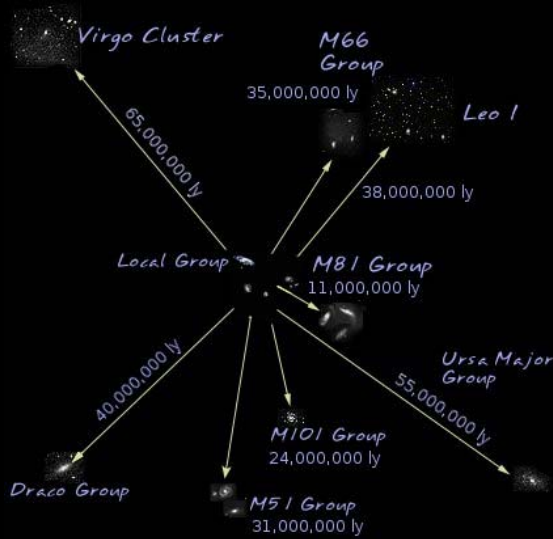 Virgo Cluster
M66
Group
35,000,000 ly
Leo I
65,000,000 ly
38,000,000 ly
Local Group
M81 Group
11,000,000 ly
Ursa Major
Group
40,000,000 ly
55,000,000 ly
M101 Group
24,000,000 ly
Draco Group
M51 Group
31,000,000 ly